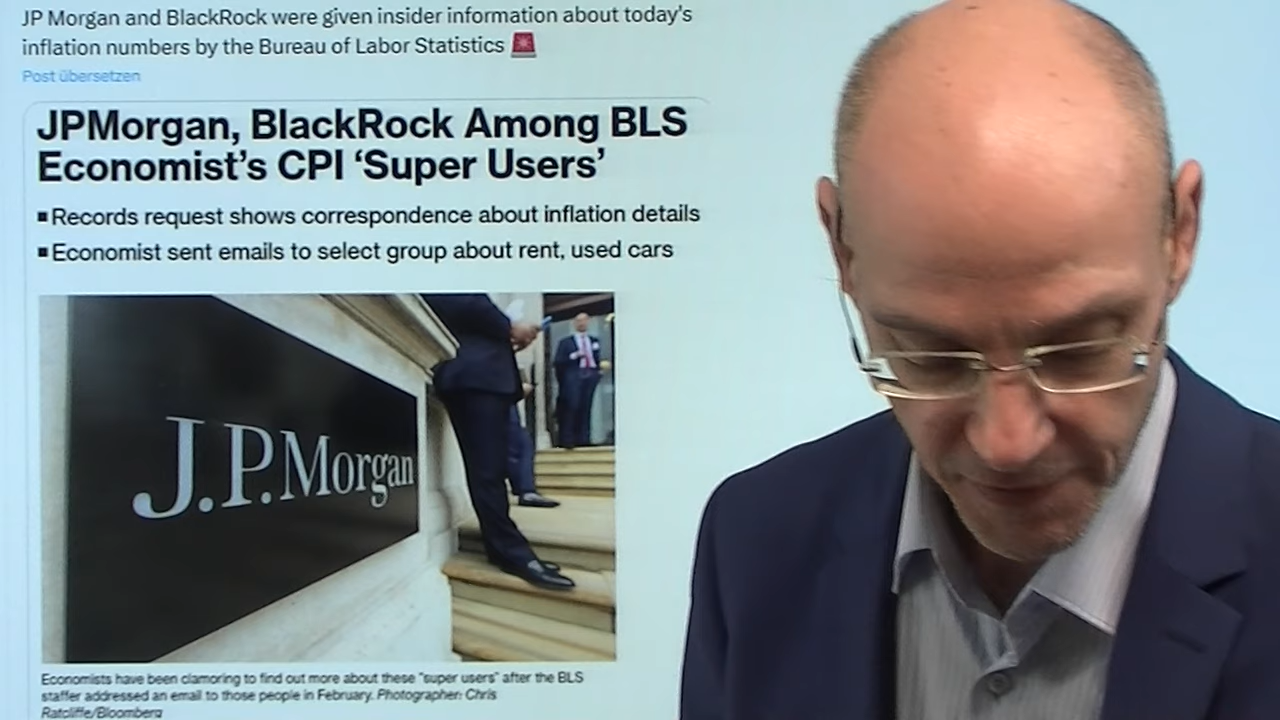 JP Morgan and BlackRock were given insider information about today's
inflation numbers by the Bureau of Labor Statistics 🚨
Post übersetzen
JPMorgan, BlackRock Among BLS
Economist's CPI ‘Super Users’
▪Records request shows correspondence about inflation details
▪Economist sent emails to select group about rent, used cars
J.P.Morgan
Economists have been clamoring to find out more about these "super users" after the BLS
staffer addressed an email to those people in February. Photographer: Chris
Ratcliffe/Bloomberg